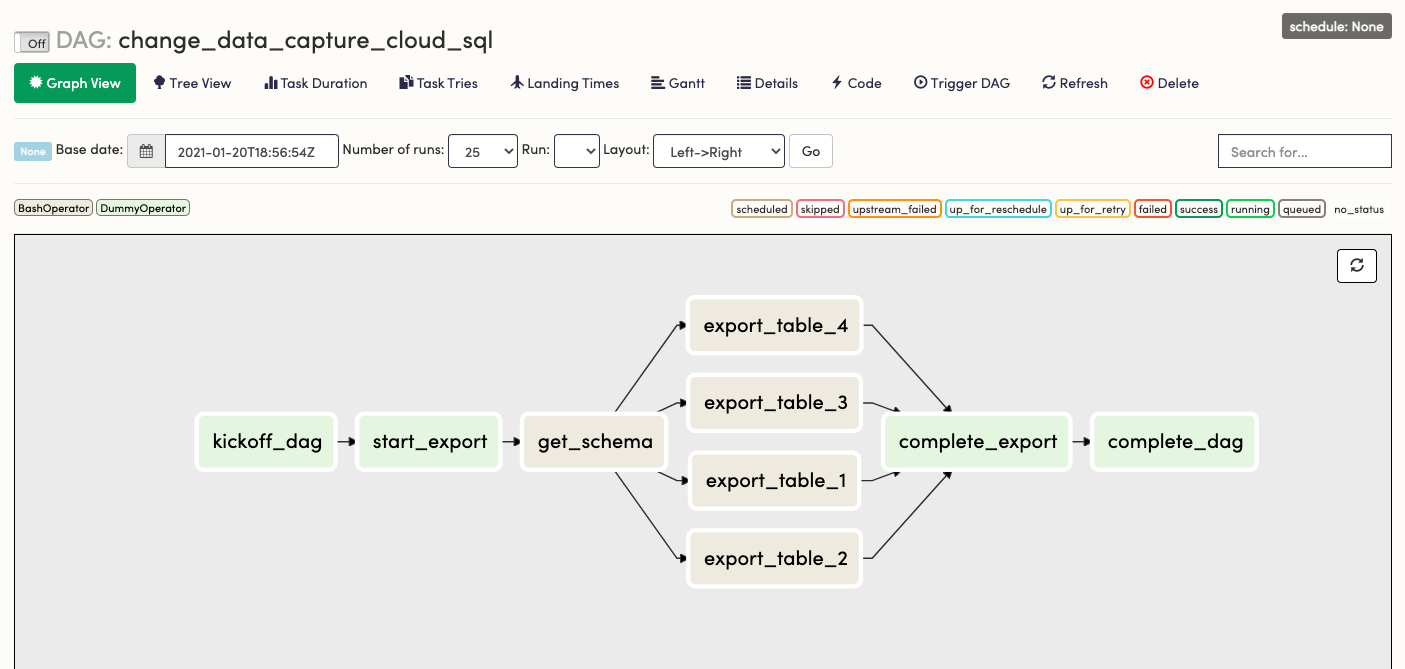 schedule: None
Off DAG: change_data_capture_cloud_sql
Graph View Tree View Task Duration Task Tries Landing Times Gantt Details Code Trigger DAG Refresh Delete
None Base date: 2021-01-20T18:56:54Z Number of runs: 25 Run: Layout: Left->Right Go Search for...
BashOperator DummyOperator scheduled skipped upstream_failed up_for_reschedule up_for_retry failed success running queued no_status
export_table_4
export_table_3
kickoff_dag start_export get_schema complete_export complete_dag
export_table_1
export_table_2